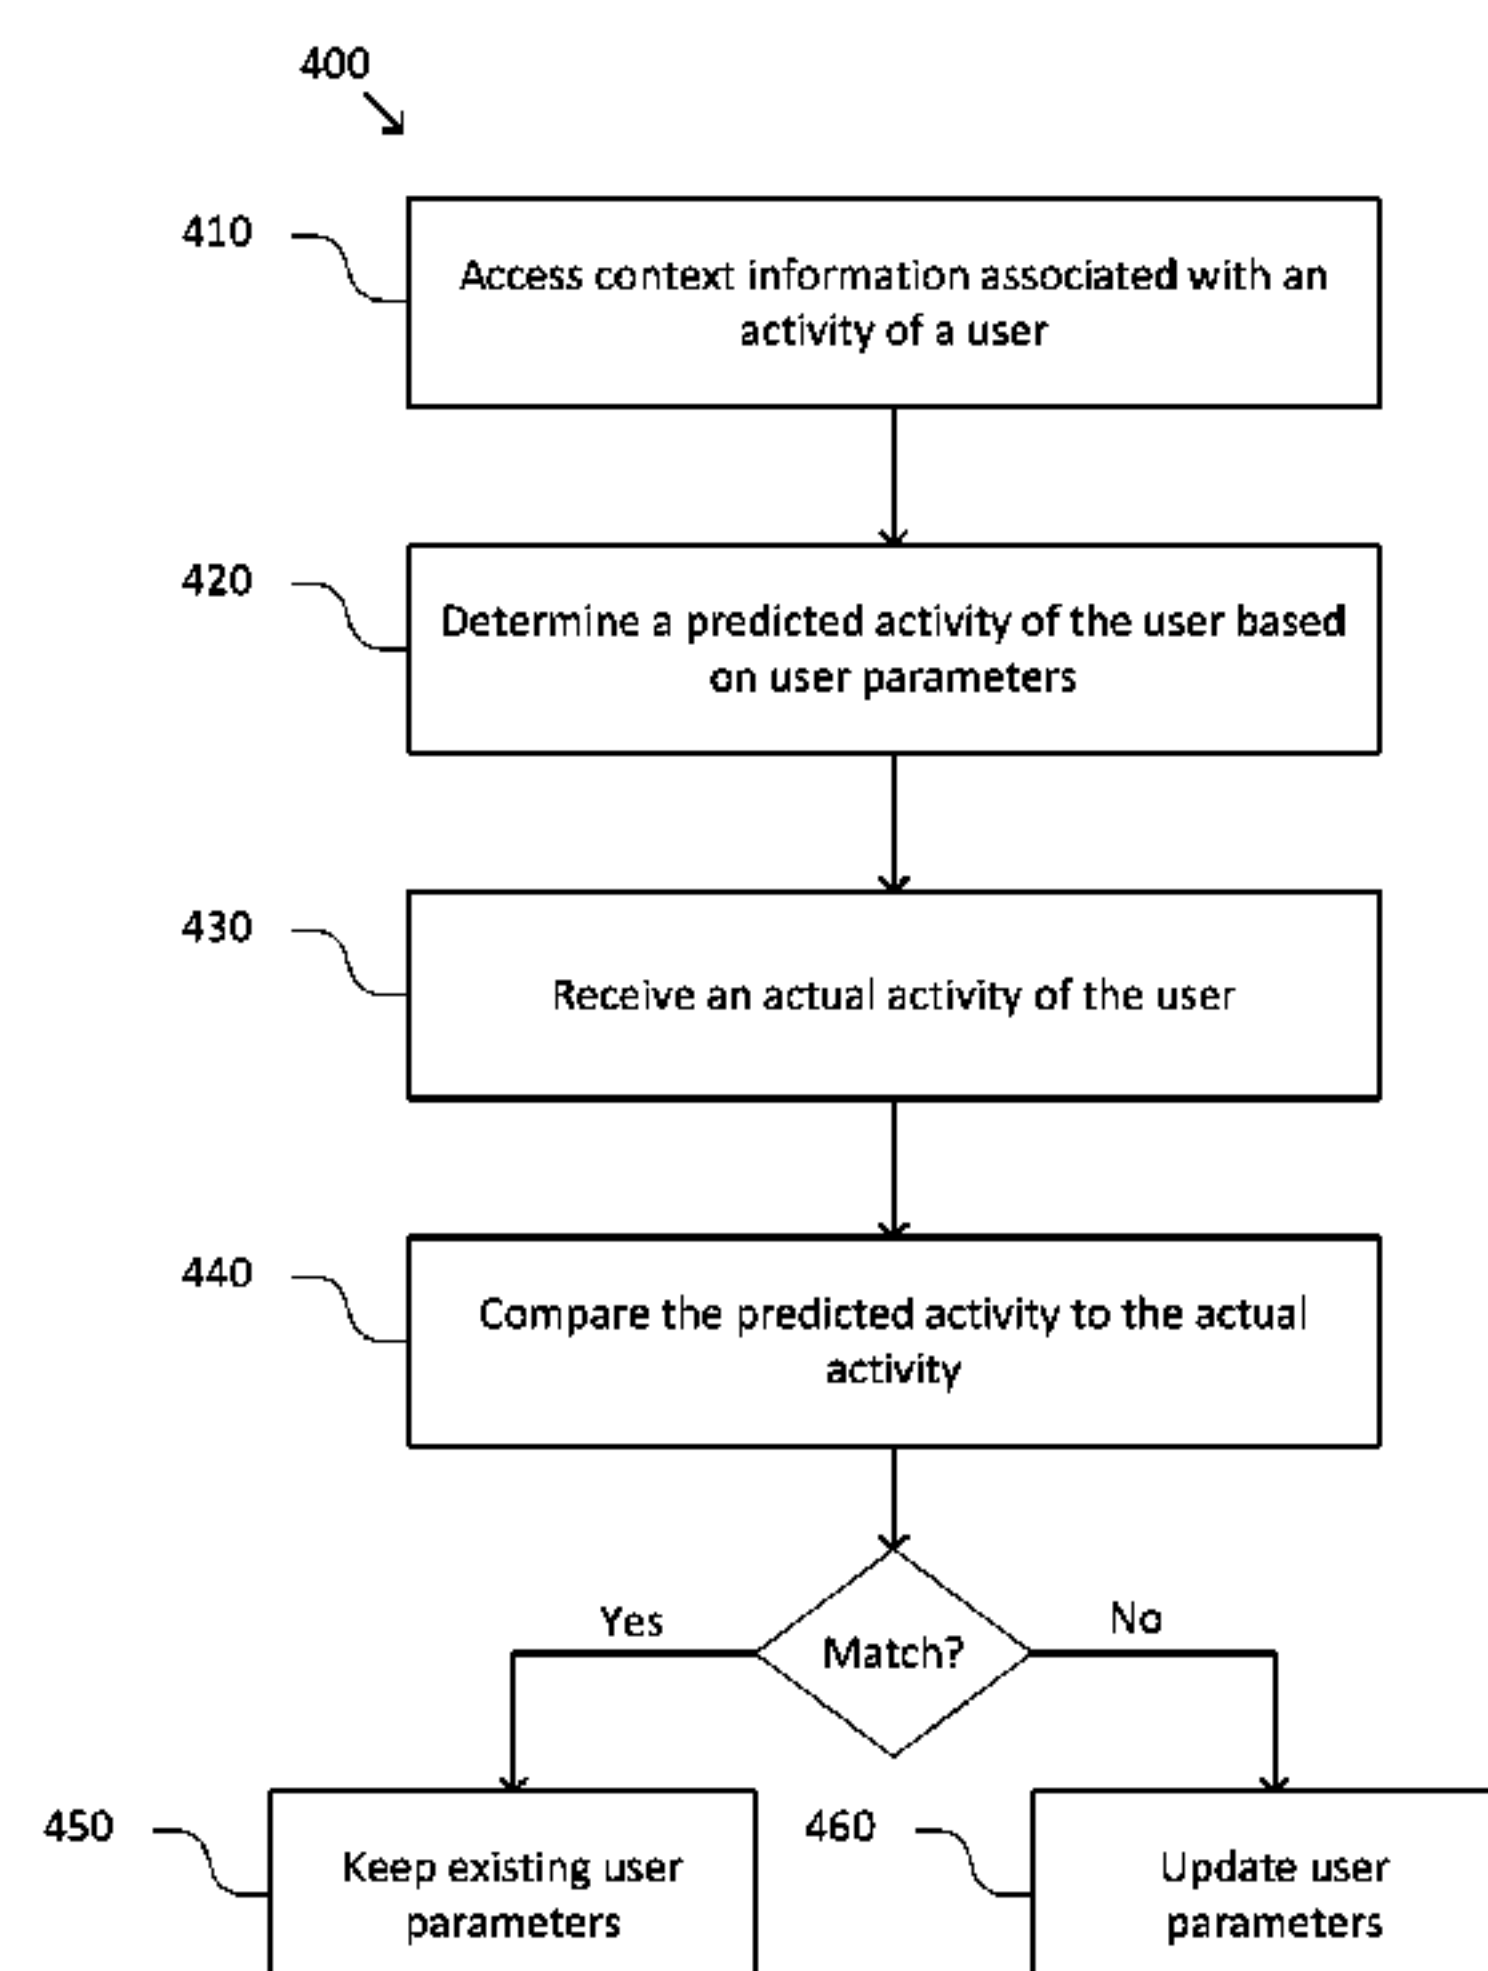 400
410
Access context information associated with an
activity of a user
420
Determine a predicted activity of the user based
on user parameters
430
Receive an actual activity of the user
440
Compare the predicted activity to the actual
activity
Yes
Match?
No
450
Keep existing user
parameters
460
Update user
parameters